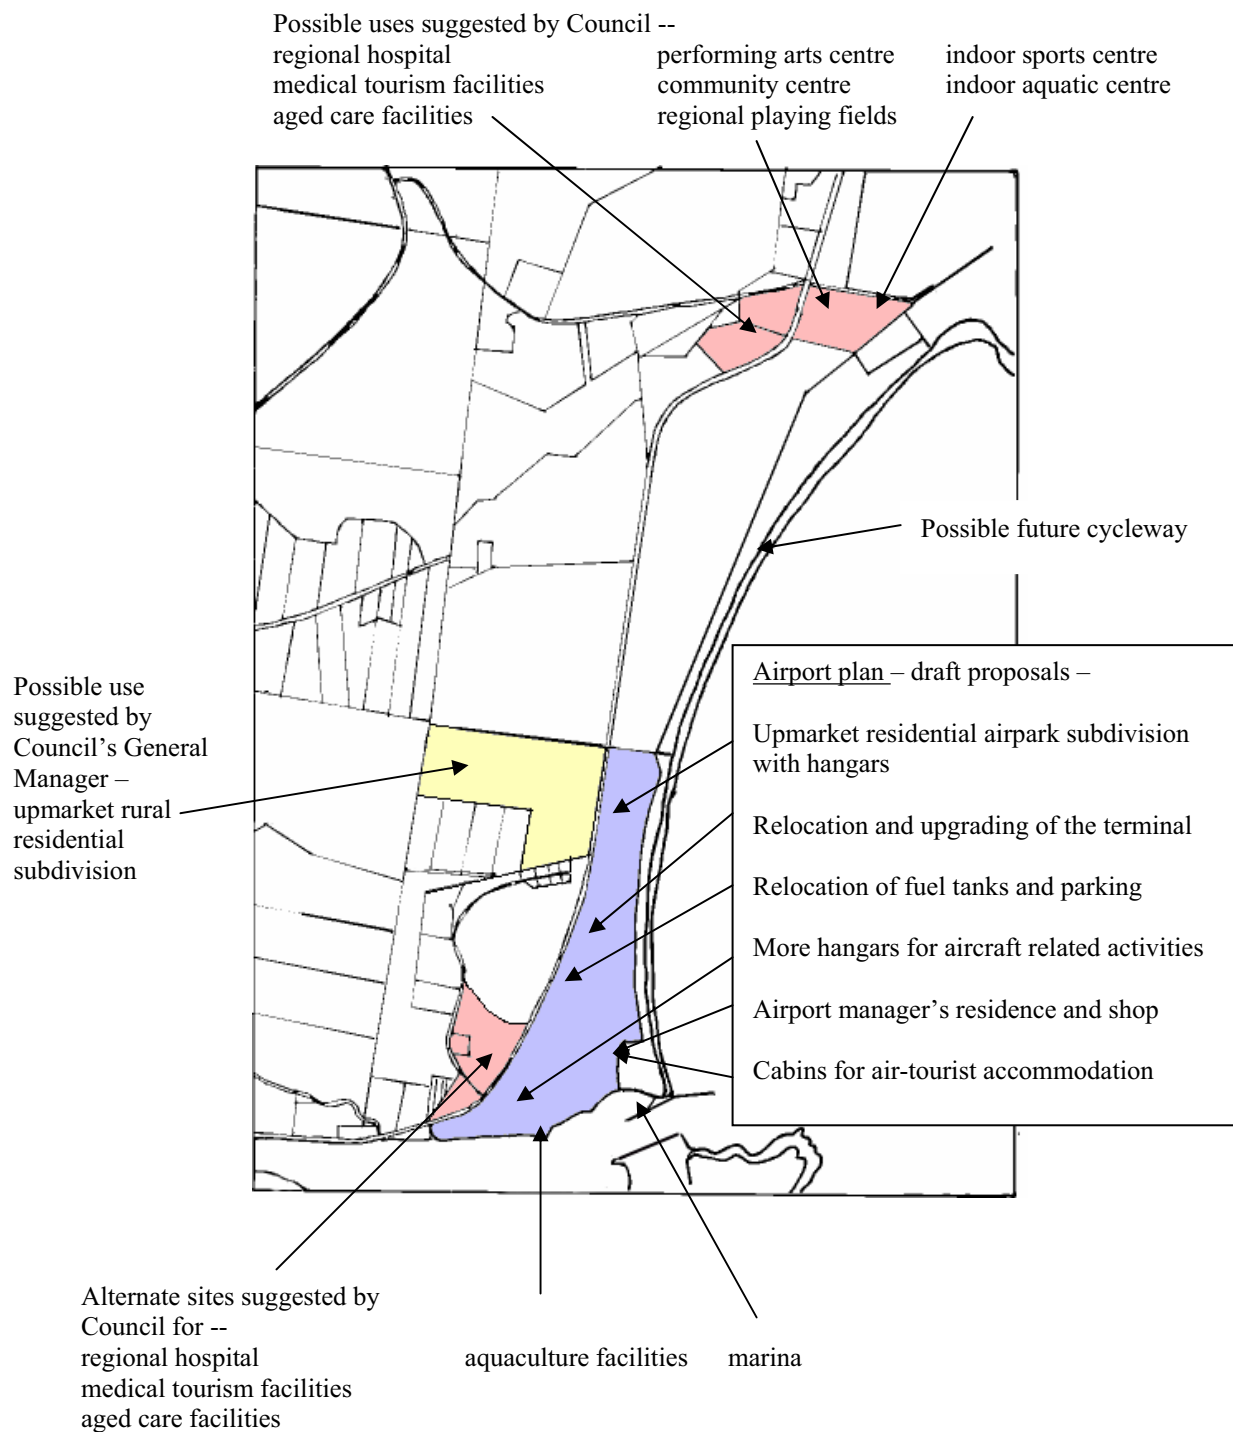 Possible uses suggested by Council --
regional hospital
medical tourism facilities
aged care facilities
performing arts centre
community centre
regional playing fields
indoor sports centre
indoor aquatic centre
Possible future cycleway
Airport plan – draft proposals –
Upmarket residential airpark subdivision
with hangars
Relocation and upgrading of the terminal
Relocation of fuel tanks and parking
More hangars for aircraft related activities
Airport manager’s residence and shop
Cabins for air-tourist accommodation
Possible use
suggested by
Council’s General
Manager –
upmarket rural
residential
subdivision
Alternate sites suggested by
Council for --
regional hospital
medical tourism facilities
aged care facilities
aquaculture facilities
marina